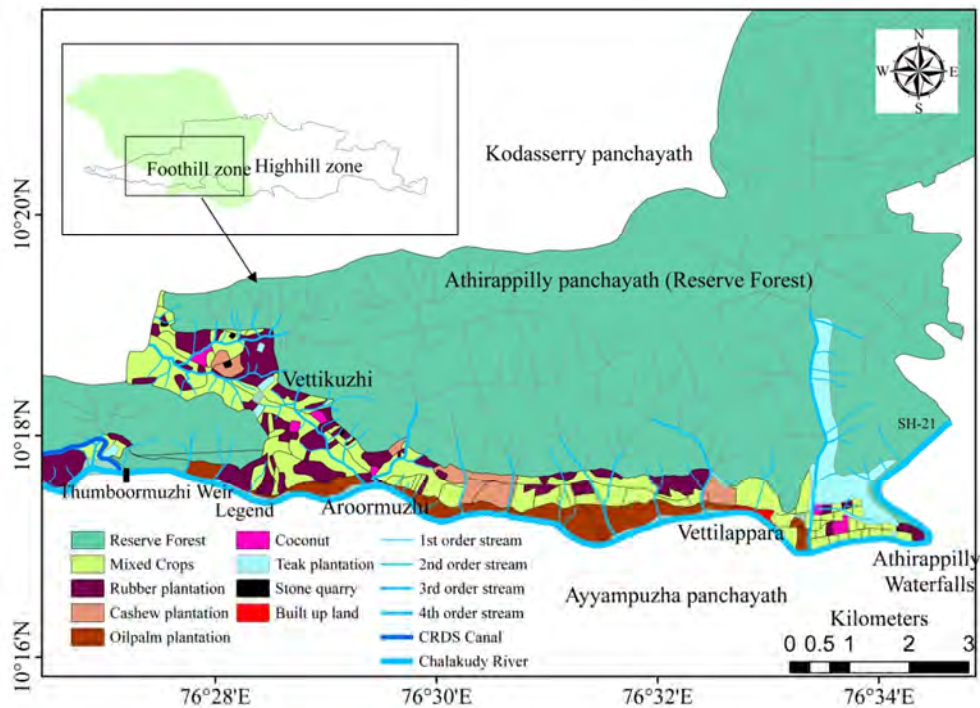 N
W E
S
Foothill zone
Highhill zone
Kodasserry panchayath
Athirappilly panchayath (Reserve Forest)
Vettikuzhi
SH-21
Thumboormuzhi Weir
Aroormuzhi
Vettilappara
Athirappilly
Waterfalls
Ayyampuzha panchayath
Legend
Reserve Forest
Mixed Crops
Rubber plantation
Cashew plantation
Oilpalm plantation
Coconut
Teak plantation
Stone quarry
Built up land
1st order stream
2nd order stream
3rd order stream
4th order stream
CRDS Canal
Chalakudy River
Kilometers
0 0.5 1 2 3
10°20'N
10°18'N
10°16'N
76°28'E
76°30'E
76°32'E
76°34'E